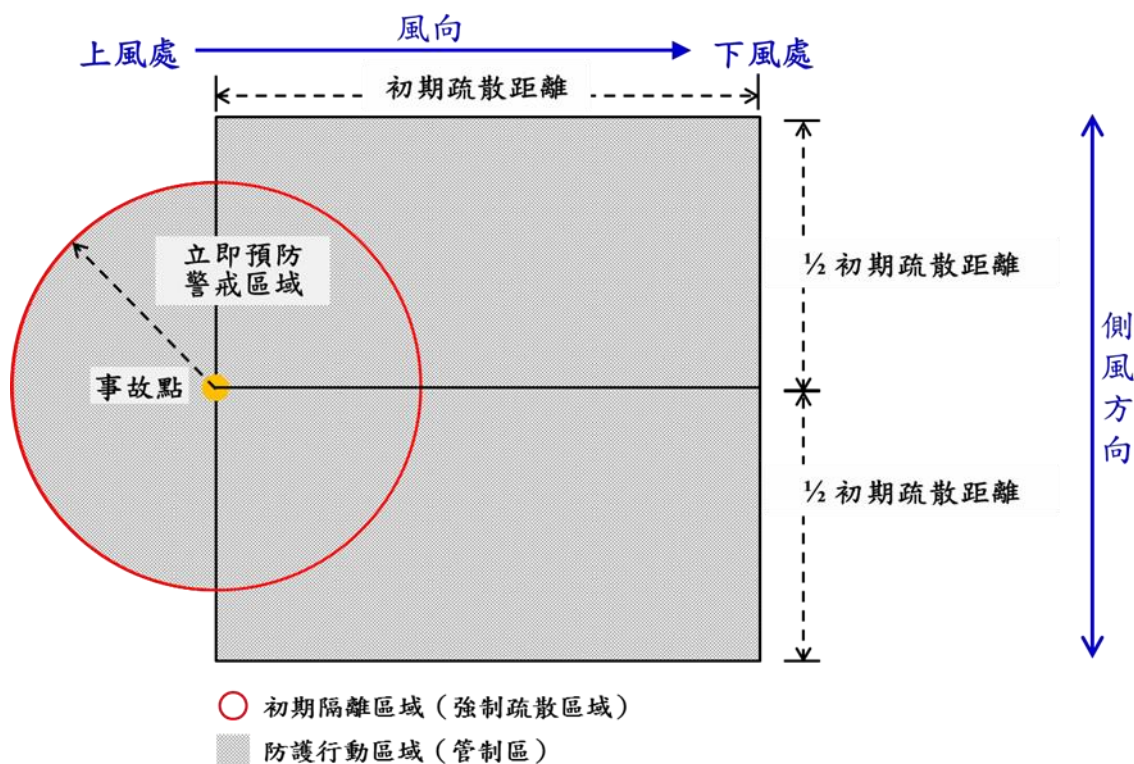 風向
上風處
下風處
初期疏散距離
立即預防
警戒區域
½ 初期疏散距離
事故點
側風方向
½ 初期疏散距離
初期隔離區域（強制疏散區域）
防護行動區域（管制區）